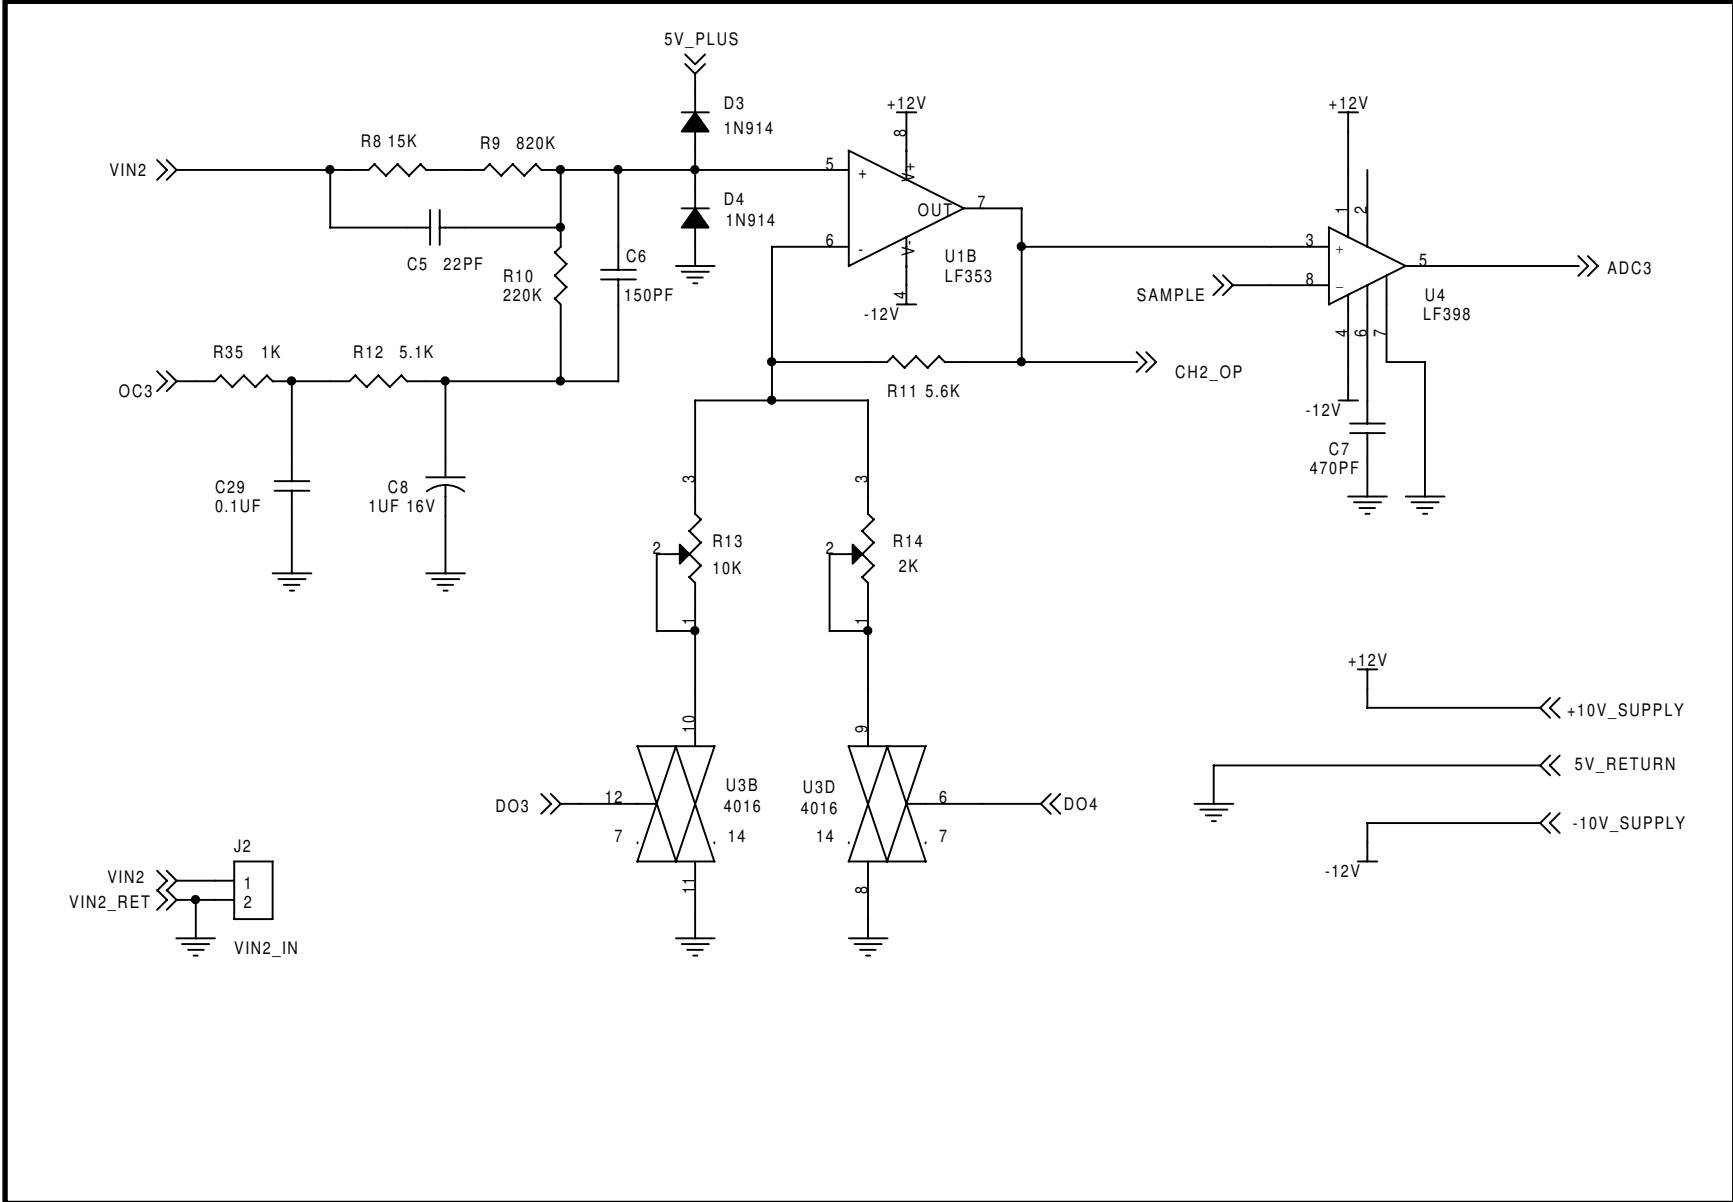 5V_PLUS
D3
1N914
+12V
8
+12V
R8 15K
R9 820K
VIN2
5
+
V+
D4
1N914
OUT
7
1
2
6
-
V-
3
+
C5 22PF
R10
220K
C6
150PF
U1B
LF353
4
-12V
5
ADC3
SAMPLE
8
−
U4
LF398
4
6
7
R35 1K
R12 5.1K
OC3
R11 5.6K
CH2_OP
-12V
C7
470PF
C29
0.1UF
C8
1UF 16V
3
3
2
R13
10K
2
R14
2K
1
1
+12V
+10V_SUPPLY
10
9
5V_RETURN
DO3
12
U3B
4016
U3D
4016
6
DO4
7
14
14
7
-10V_SUPPLY
-12V
J2
VIN2
1
VIN2_RET
2
11
8
VIN2_IN